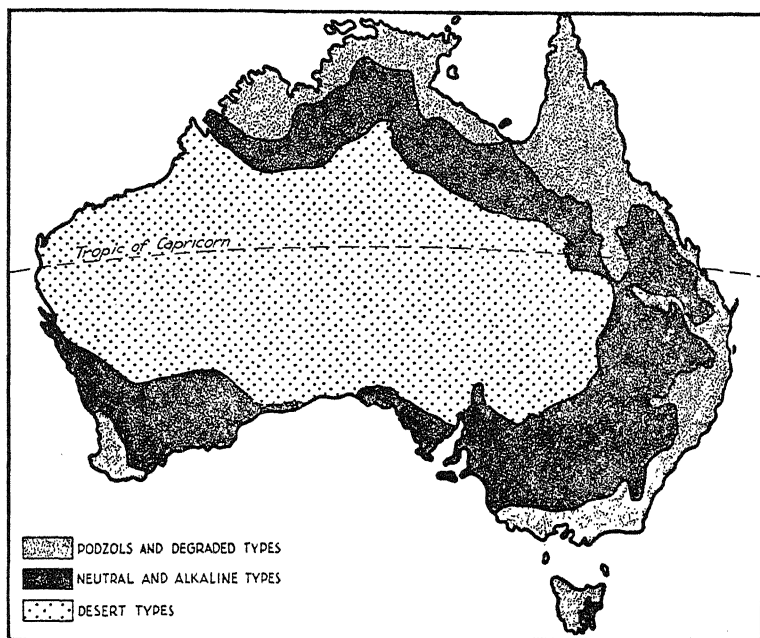 Tropic of Capricorn
PODZOLS AND DEGRADED TYPES
NEUTRAL AND ALKALINE TYPES
DESERT TYPES